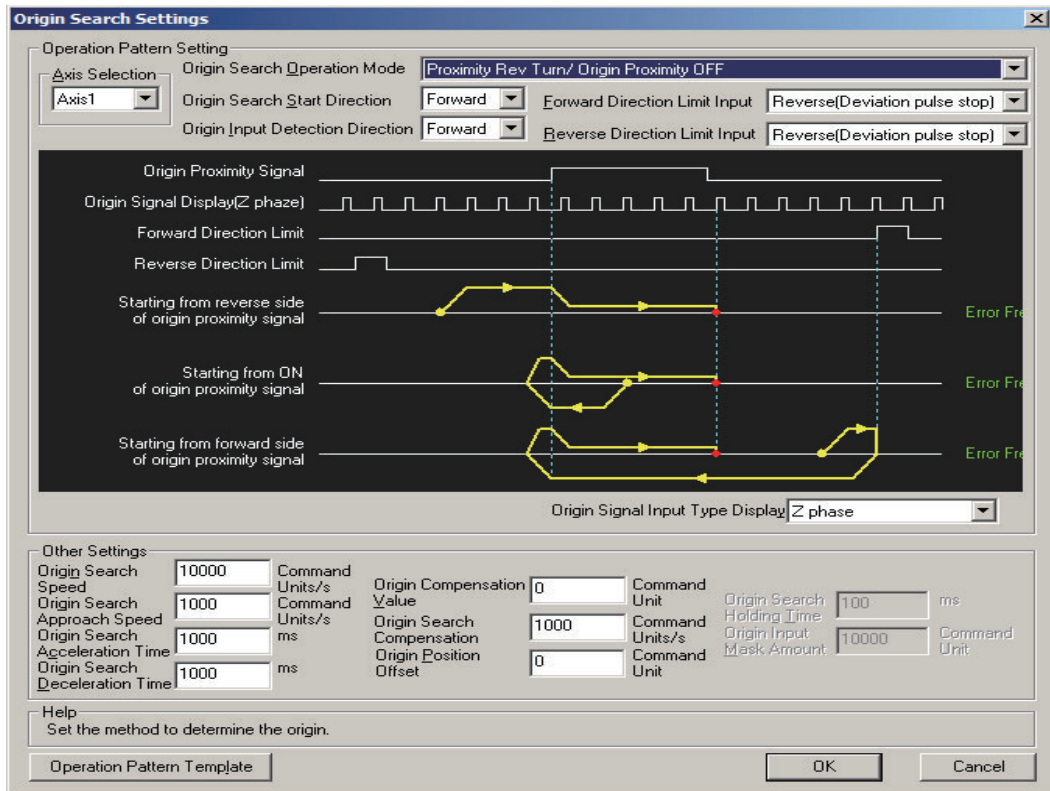 Origin Search Settings
Operation Pattern Setting
Axis Selection
Axis1
Origin Search Operation Mode
Proximity Rev Turn/ Origin Proximity OFF
Origin Search Start Direction
Forward
Forward Direction Limit Input
Reverse(Deviation pulse stop)
Origin Input Detection Direction
Forward
Reverse Direction Limit Input
Reverse(Deviation pulse stop)
Origin Proximity Signal
Origin Signal Display(Z phaze)
Forward Direction Limit
Reverse Direction Limit
Starting from reverse side
of origin proximity signal
Error Fre
Starting from ON
of origin proximity signal
Error Fre
Starting from forward side
of origin proximity signal
Error Fre
Origin Signal Input Type Display
Z phase
Other Settings
Origin Search
Speed
10000
Command
Units/s
Origin Search
Approach Speed
1000
Command
Units/s
Origin Search
Acceleration Time
1000
ms
Origin Search
Deceleration Time
1000
ms
Origin Compensation
Value
0
Command
Unit
Origin Search
Compensation
1000
Command
Units/s
Origin Position
Offset
0
Command
Unit
Origin Search
Holding Time
100
ms
Origin Input
Mask Amount
10000
Command
Unit
Help
Set the method to determine the origin.
Operation Pattern Template
OK
Cancel